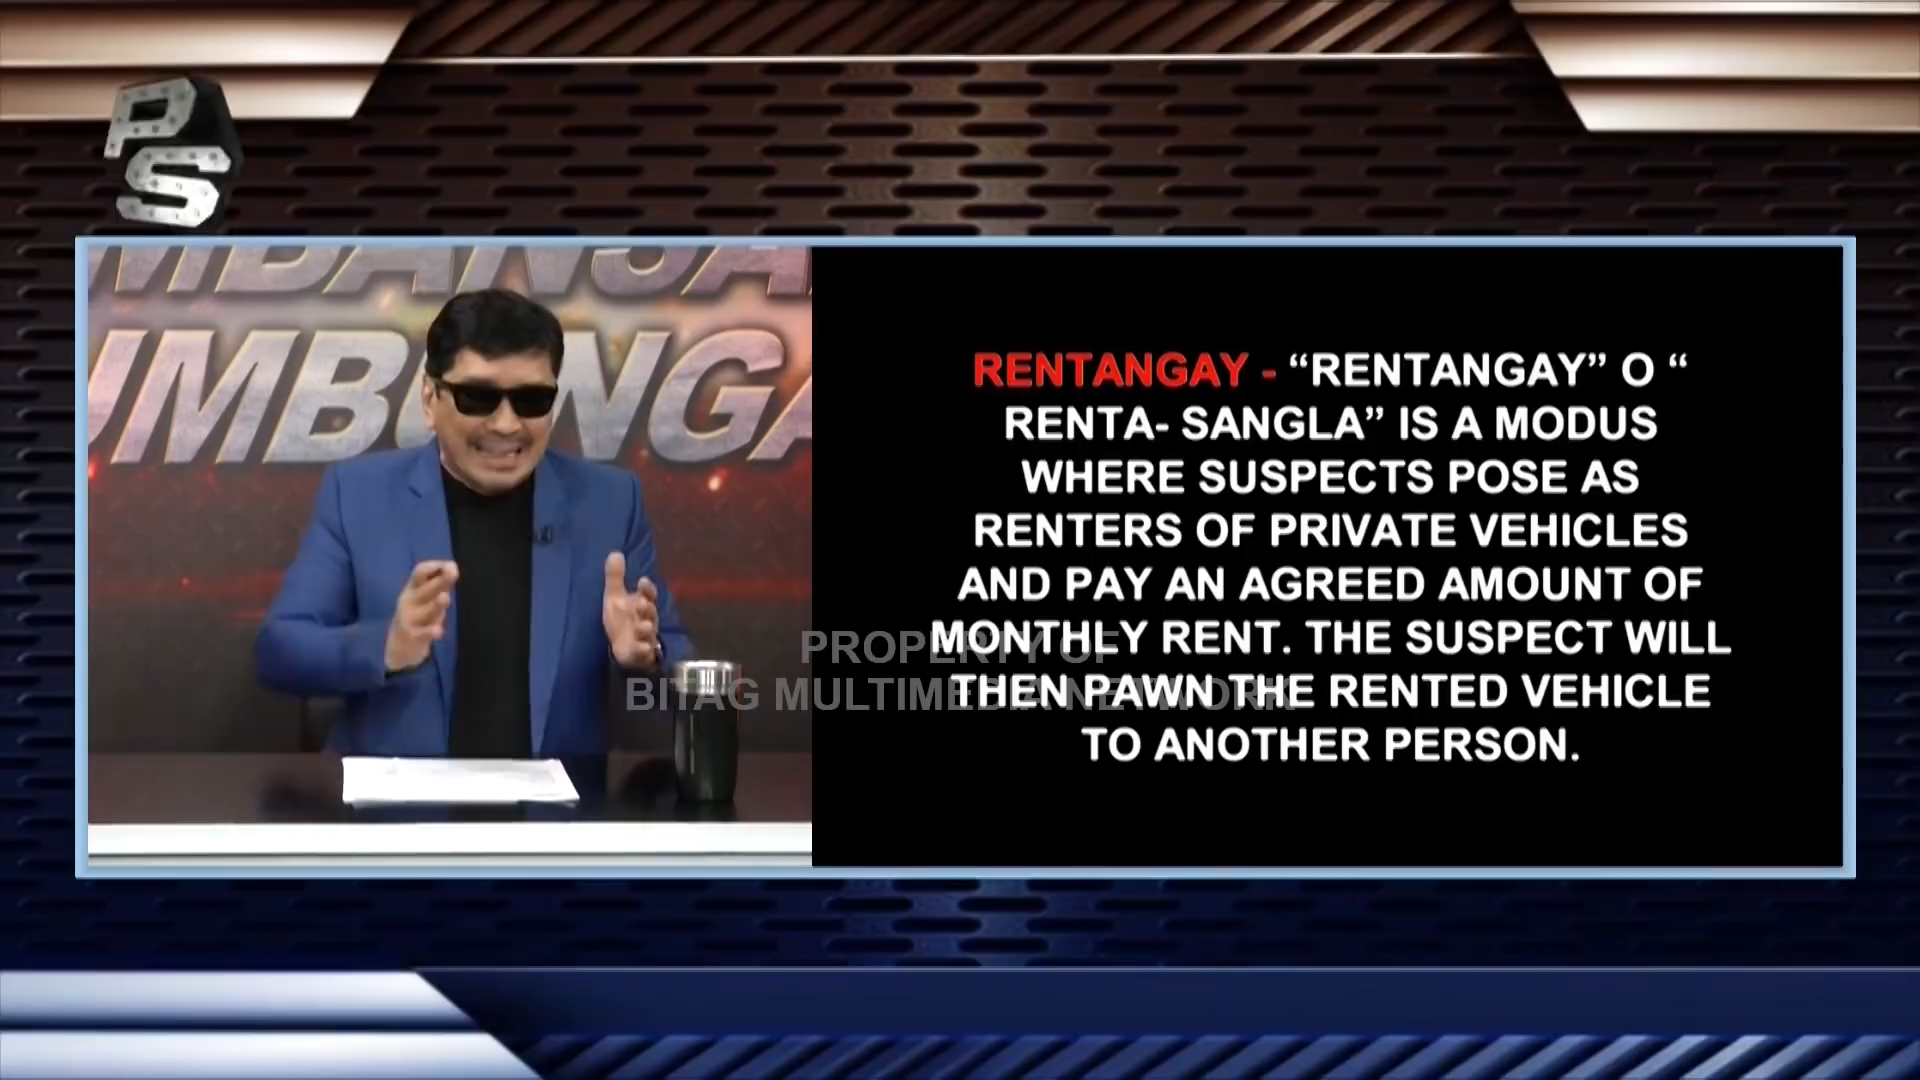 PS
MBANSA
UMBUNGA
RENTANGAY - “RENTANGAY” O “
RENTA- SANGLA” IS A MODUS
WHERE SUSPECTS POSE AS
RENTERS OF PRIVATE VEHICLES
AND PAY AN AGREED AMOUNT OF
MONTHLY RENT. THE SUSPECT WILL
THEN PAWN THE RENTED VEHICLE
TO ANOTHER PERSON.
PROPERTY OF
BITAG MULTIMEDIA NETWORK